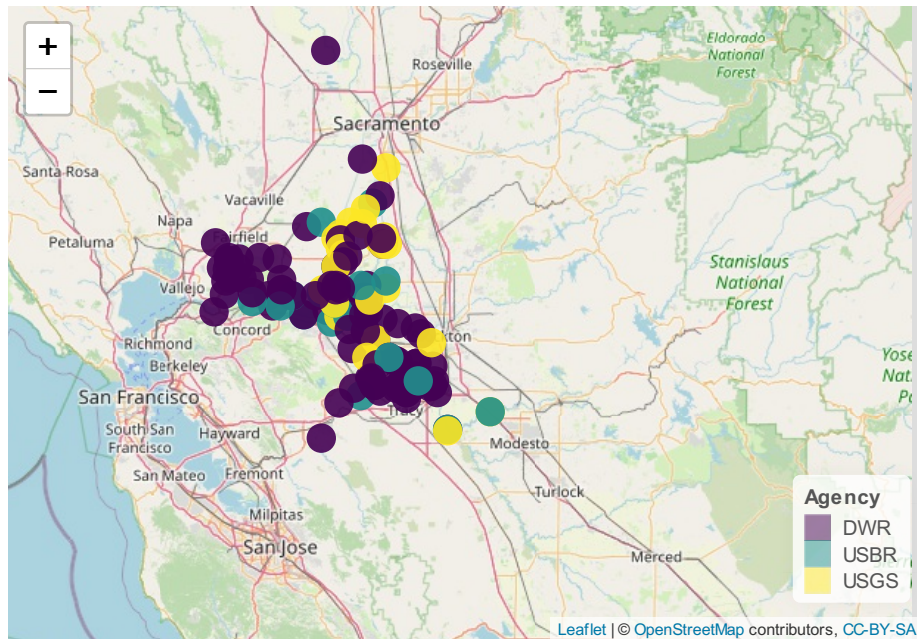 +
−
Eldorado
National
Forest
Roseville
Sacramento
Santa Rosa
Vacaville
Napa
Petaluma
Fairfield
Stanislaus
National
Forest
Vallejo
Concord
Richmond
Berkeley
San Francisco
Tracy
South San
Francisco
Hayward
Modesto
San Mateo
Fremont
Turlock
Milpitas
San Jose
Merced
Agency
DWR
USBR
USGS
Leaflet | © OpenStreetMap contributors, CC-BY-SA